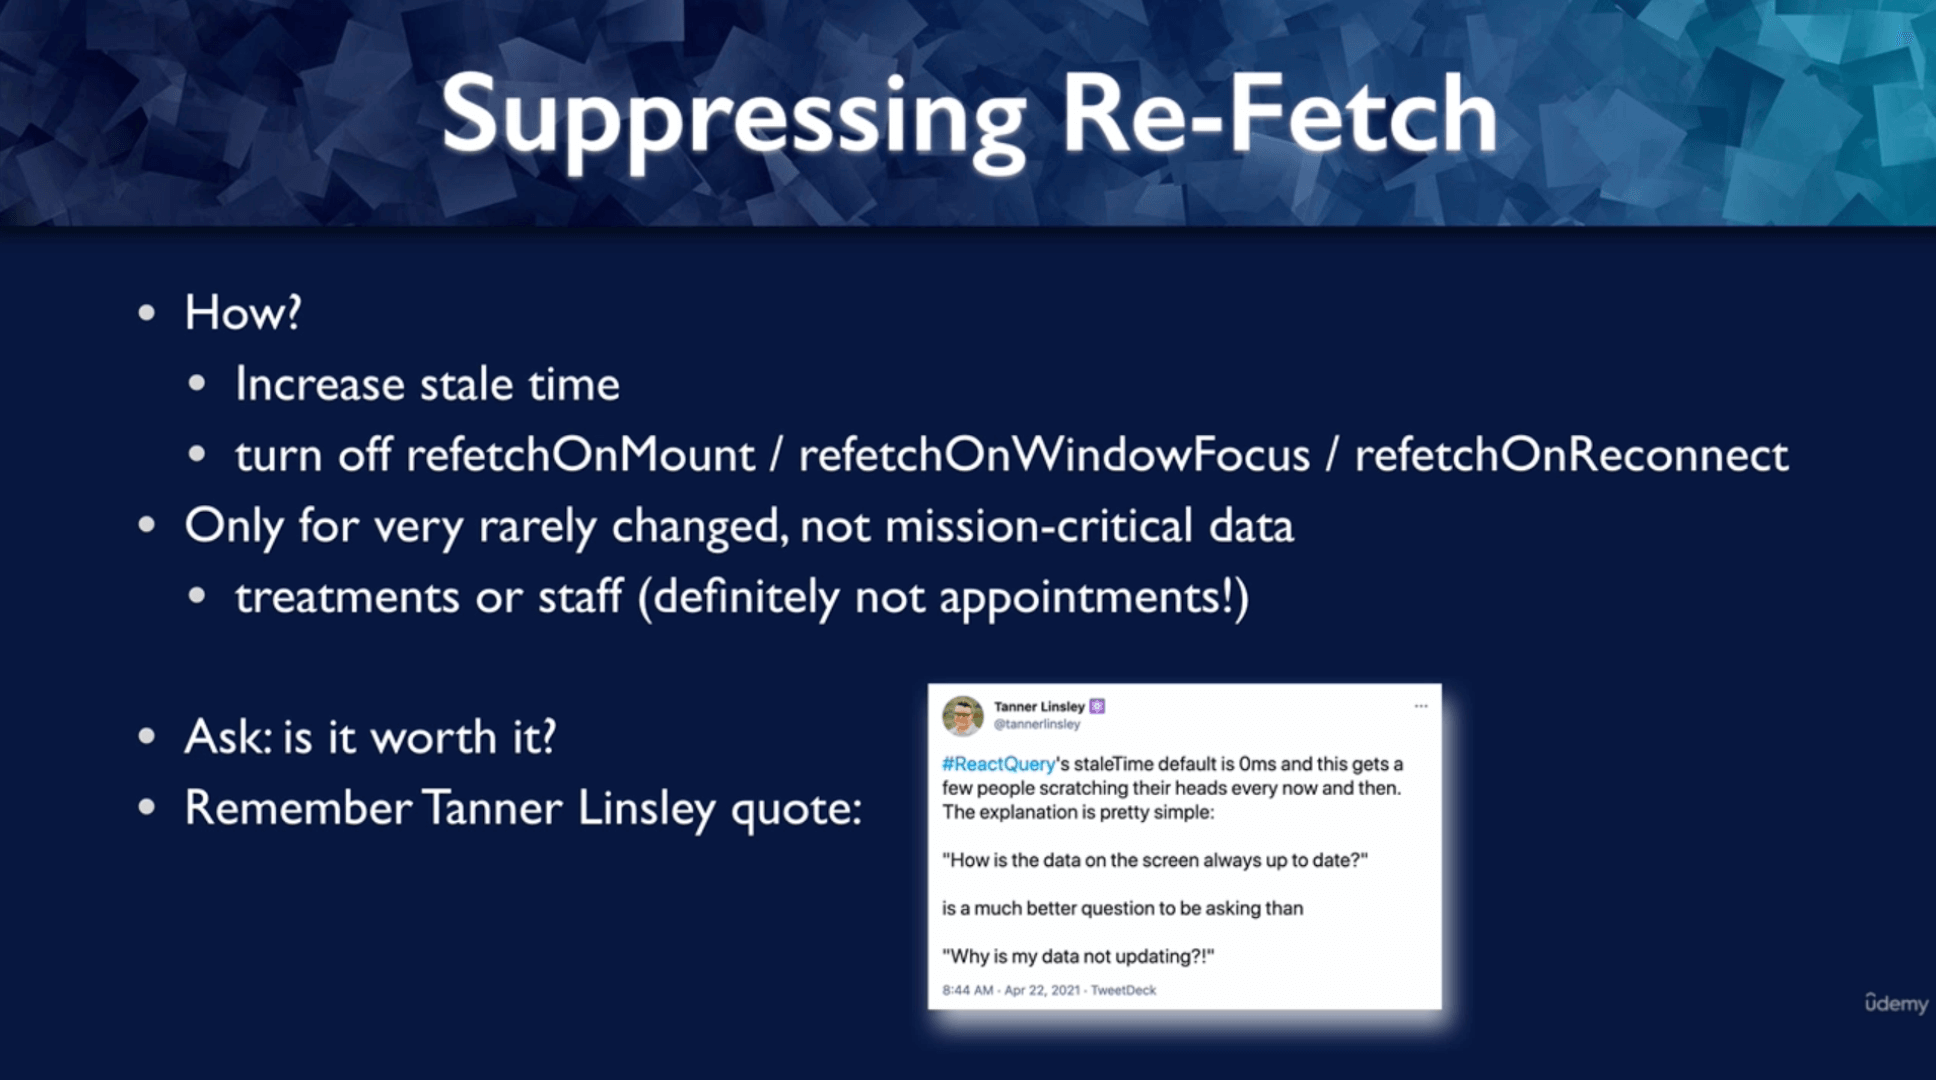 Suppressing Re-Fetch
• How?
• Increase stale time
• turn off refetchOnMount / refetchOnWindowFocus / refetchOnReconnect
• Only for very rarely changed, not mission-critical data
• treatments or staff (definitely not appointments!)
• Ask: is it worth it?
• Remember Tanner Linsley quote:
Tanner Linsley ⚛️
@tannerlinsley
#ReactQuery's staleTime default is 0ms and this gets a
few people scratching their heads every now and then.
The explanation is pretty simple:
"How is the data on the screen always up to date?"
is a much better question to be asking than
"Why is my data not updating?!"
8:44 AM · Apr 22, 2021 · TweetDeck
ûdemy